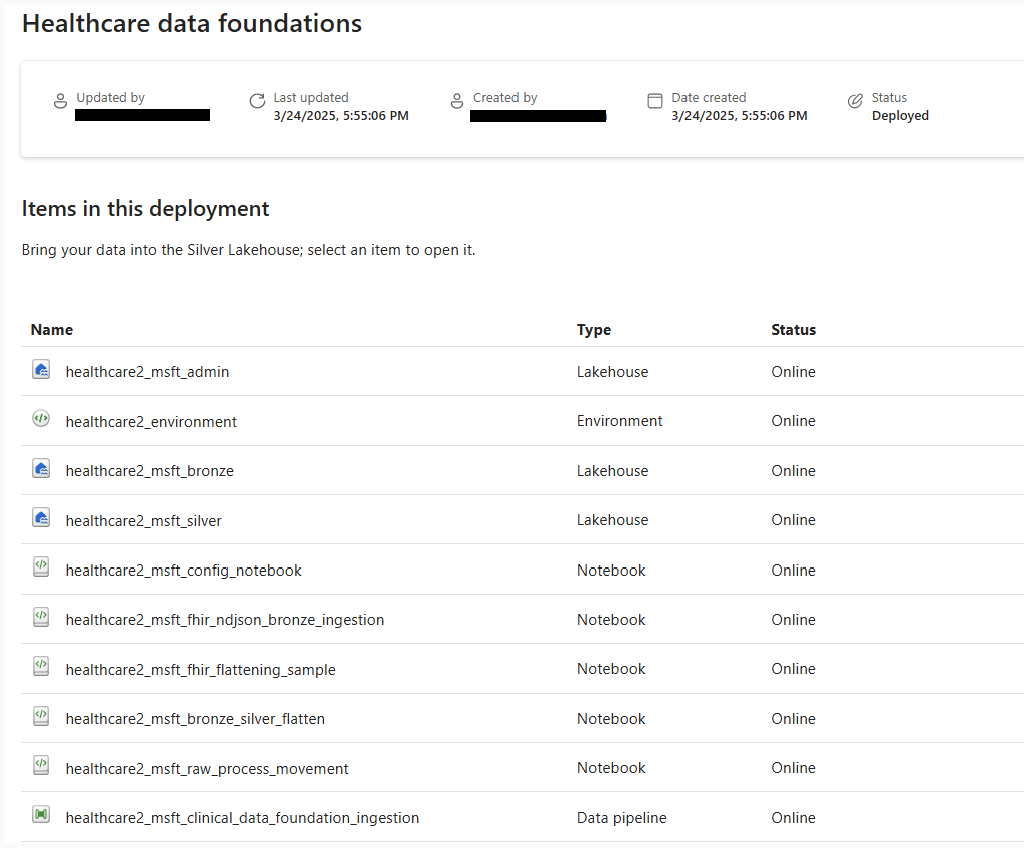 Healthcare data foundations
Updated by
Last updated
3/24/2025, 5:55:06 PM
Created by
Date created
3/24/2025, 5:55:06 PM
Status
Deployed
Items in this deployment
Bring your data into the Silver Lakehouse; select an item to open it.
Name Type Status
healthcare2_msft_admin Lakehouse Online
healthcare2_environment Environment Online
healthcare2_msft_bronze Lakehouse Online
healthcare2_msft_silver Lakehouse Online
healthcare2_msft_config_notebook Notebook Online
healthcare2_msft_fhir_ndjson_bronze_ingestion Notebook Online
healthcare2_msft_fhir_flattening_sample Notebook Online
healthcare2_msft_bronze_silver_flatten Notebook Online
healthcare2_msft_raw_process_movement Notebook Online
healthcare2_msft_clinical_data_foundation_ingestion Data pipeline Online